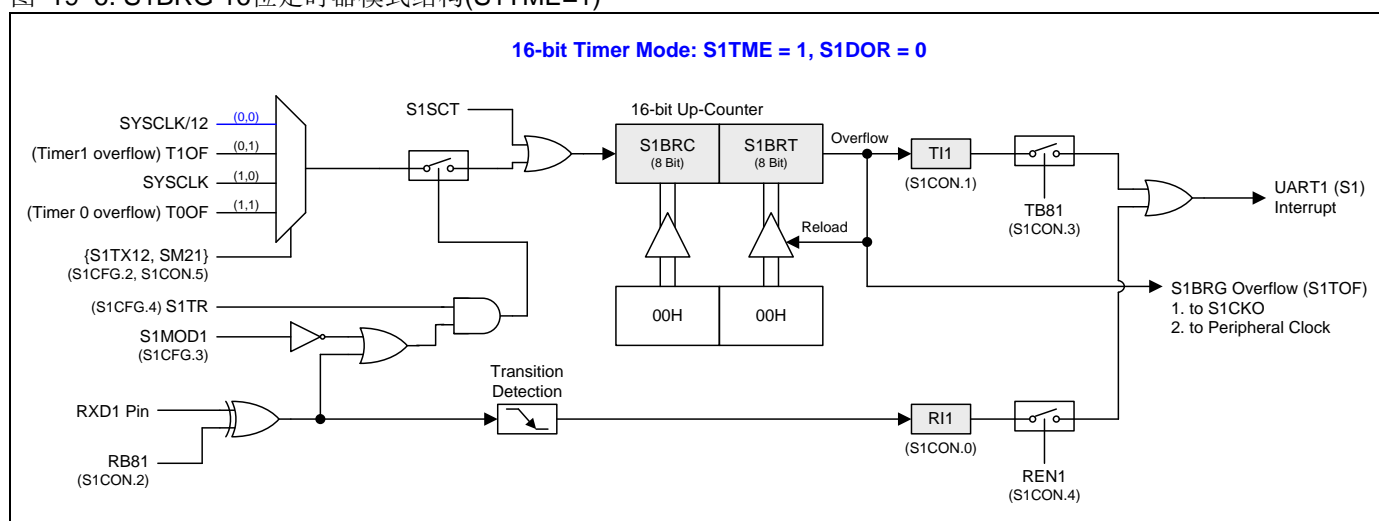 16-bit Timer Mode: S1TME = 1, S1DOR = 0
S1SCT
16-bit Up-Counter
SYSCLK/12 (0,0)
(Timer1 overflow) T1OF (0,1)
SYSCLK (1,0)
(Timer 0 overflow) T0OF (1,1)
{S1TX12, SM21}
(S1CFG.2, S1CON.5)
S1BRC
(8 Bit)
S1BRT
(8 Bit)
Overflow
TI1
(S1CON.1)
TB81
(S1CON.3)
UART1 (S1)
Interrupt
Reload
00H
00H
S1BRG Overflow (S1TOF)
1. to S1CKO
2. to Peripheral Clock
(S1CFG.4) S1TR
S1MOD1
(S1CFG.3)
Transition
Detection
RXD1 Pin
RB81
(S1CON.2)
RI1
(S1CON.0)
REN1
(S1CON.4)